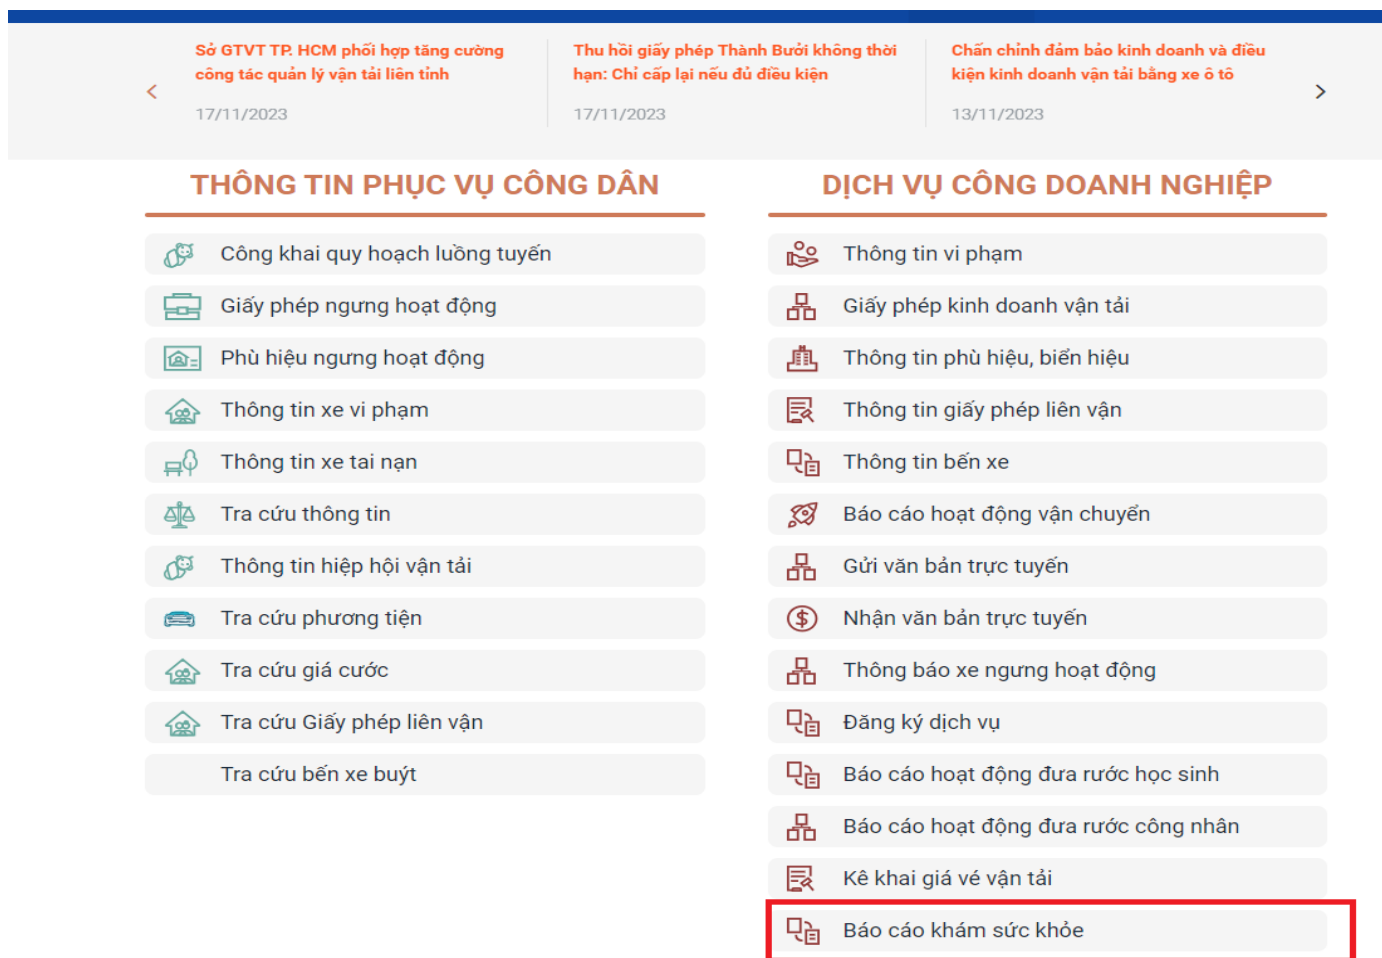 Sở GTVT TP. HCM phối hợp tăng cường
công tác quản lý vận tải liên tỉnh
17/11/2023
Thu hồi giấy phép Thành Bưởi không thời
hạn: Chỉ cấp lại nếu đủ điều kiện
17/11/2023
Chấn chỉnh đảm bảo kinh doanh và điều
kiện kinh doanh vận tải bằng xe ô tô
13/11/2023
THÔNG TIN PHỤC VỤ CÔNG DÂN
Công khai quy hoạch luồng tuyến
Giấy phép ngưng hoạt động
Phù hiệu ngưng hoạt động
Thông tin xe vi phạm
Thông tin xe tai nạn
Tra cứu thông tin
Thông tin hiệp hội vận tải
Tra cứu phương tiện
Tra cứu giá cước
Tra cứu Giấy phép liên vận
Tra cứu bến xe buýt
DỊCH VỤ CÔNG DOANH NGHIỆP
Thông tin vi phạm
Giấy phép kinh doanh vận tải
Thông tin phù hiệu, biển hiệu
Thông tin giấy phép liên vận
Thông tin bến xe
Báo cáo hoạt động vận chuyển
Gửi văn bản trực tuyến
Nhận văn bản trực tuyến
Thông báo xe ngưng hoạt động
Đăng ký dịch vụ
Báo cáo hoạt động đưa rước học sinh
Báo cáo hoạt động đưa rước công nhân
Kê khai giá vé vận tải
Báo cáo khám sức khỏe